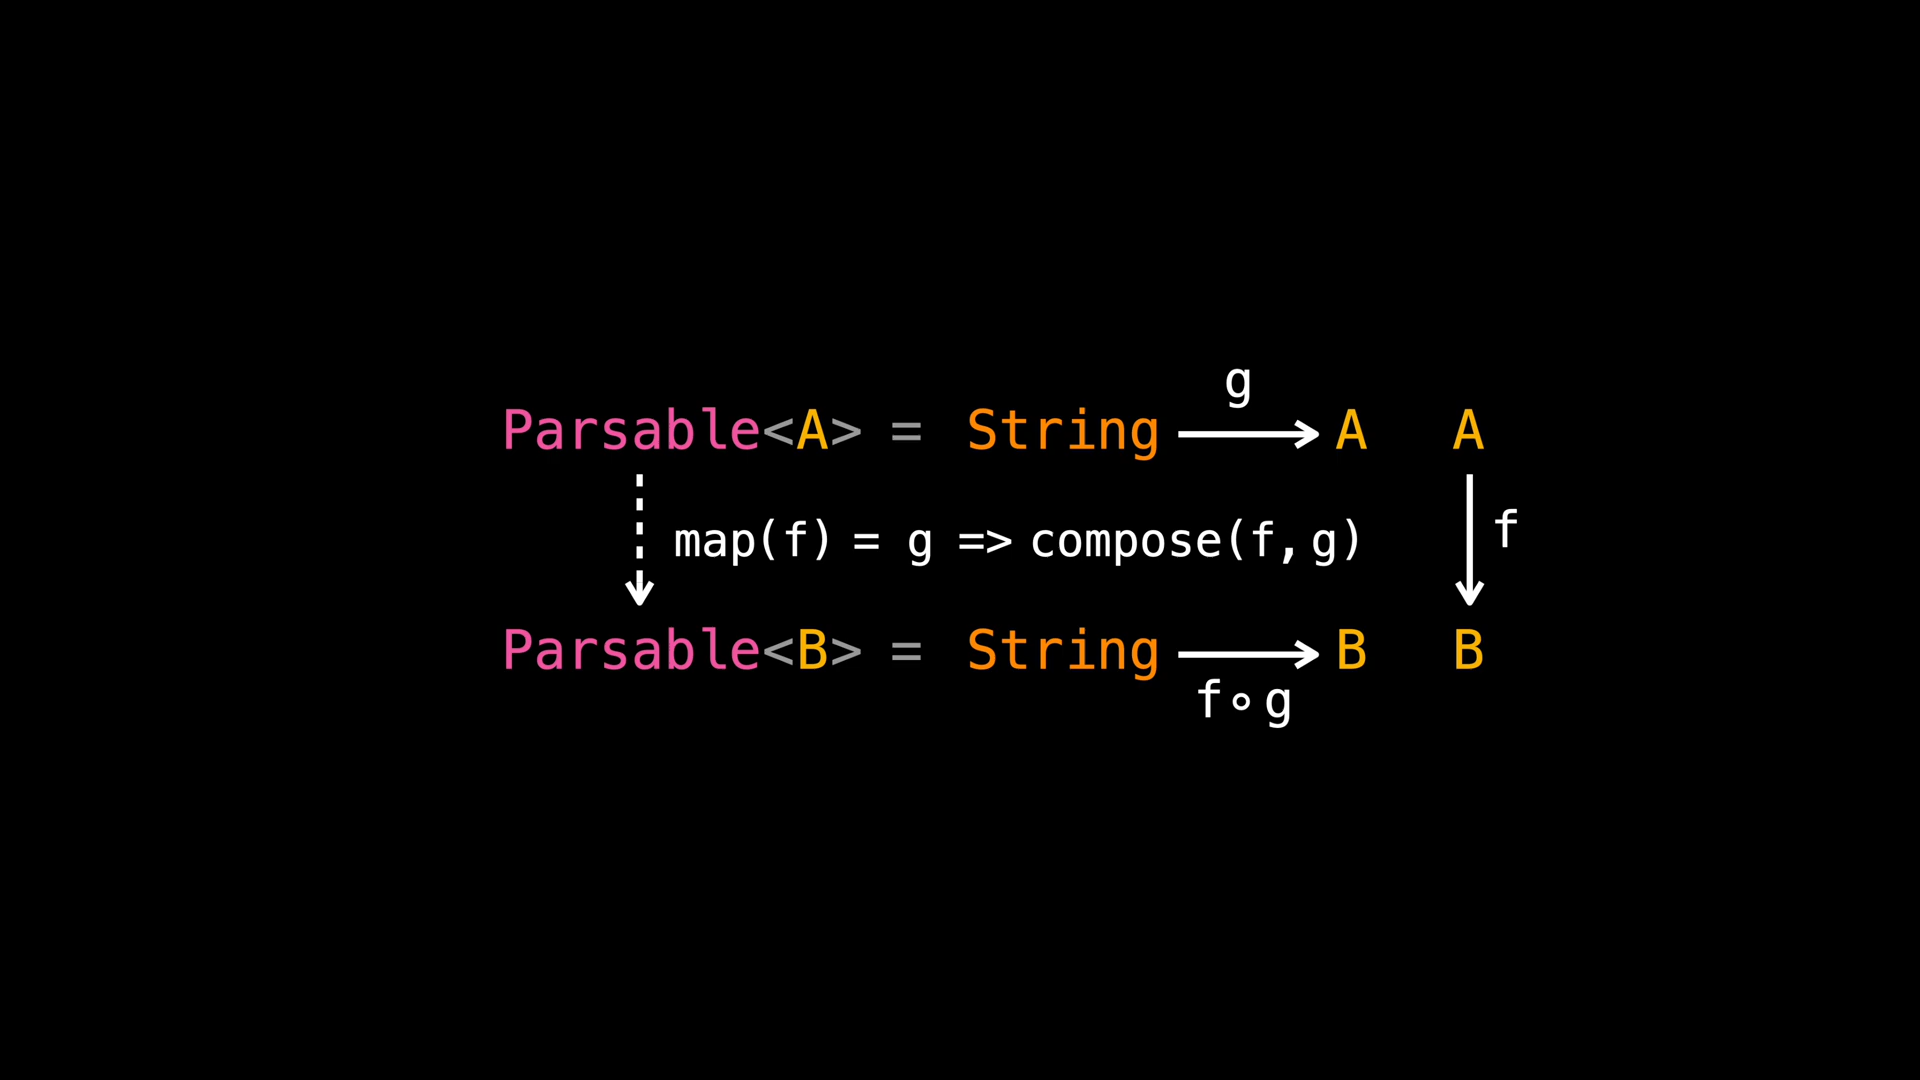 g
Parsable<A> = String A A
map(f) = g => compose(f,g) f
Parsable<B> = String B B
f∘g